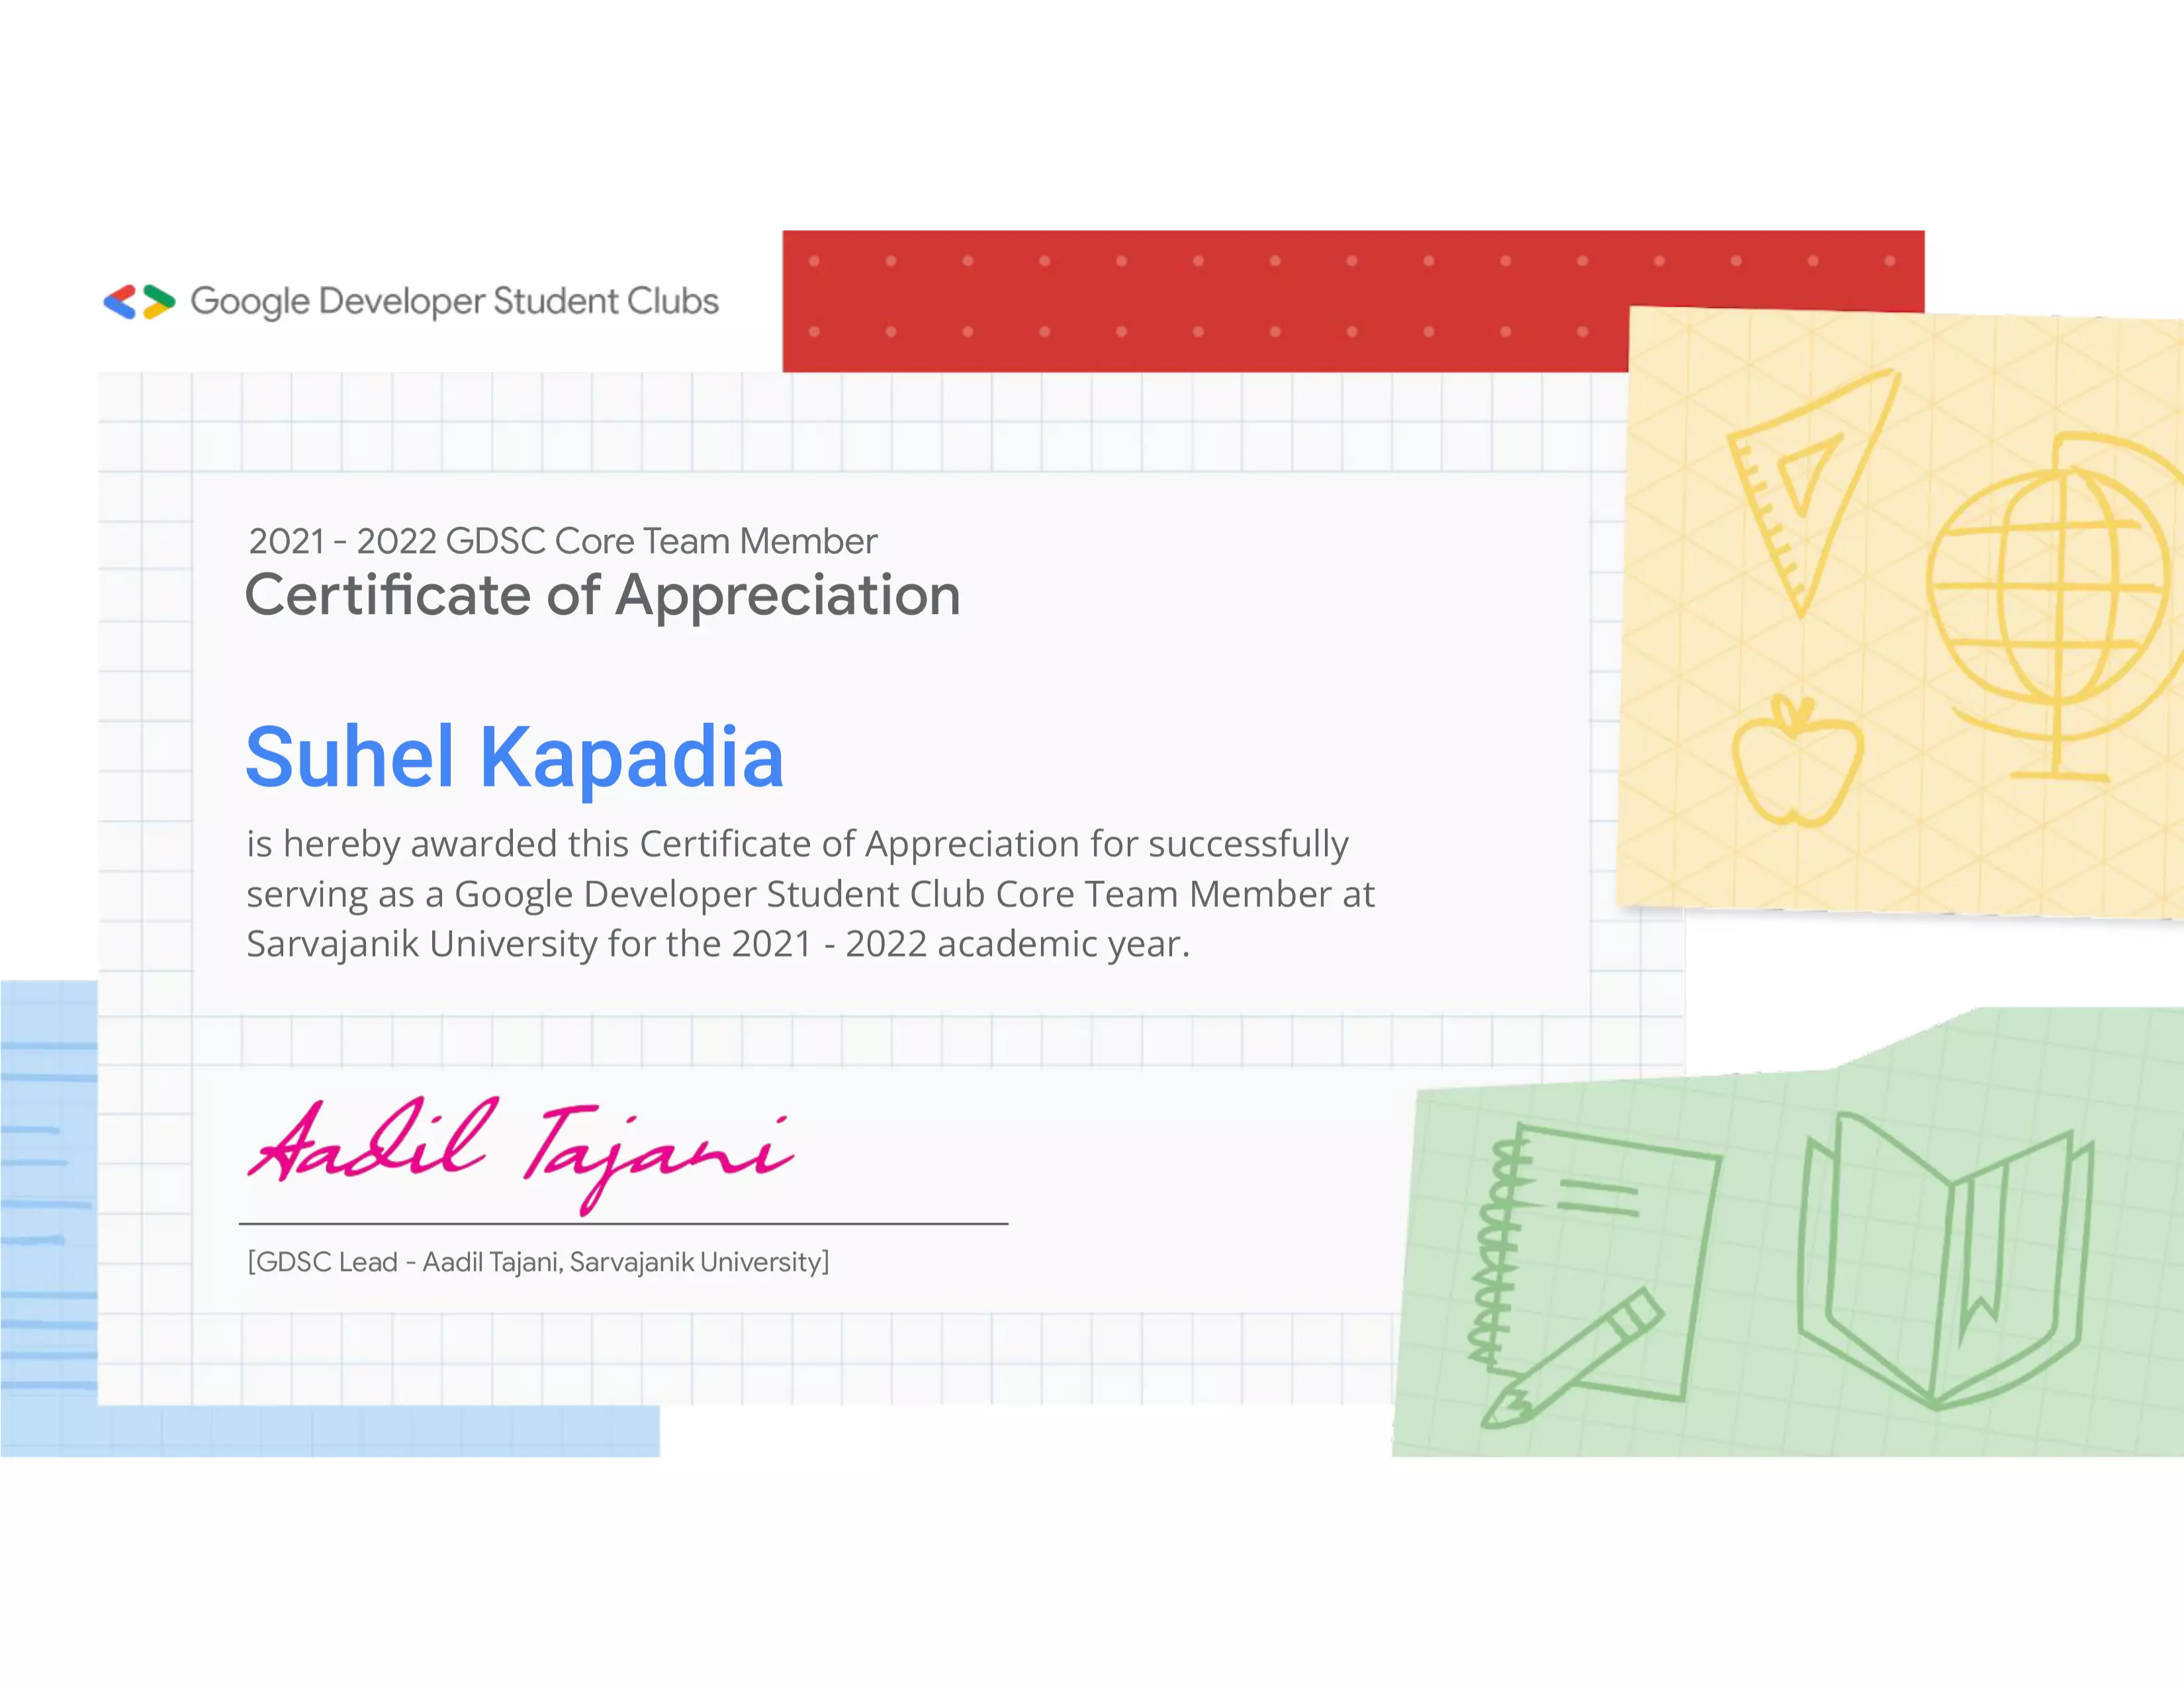 Google Developer Student Clubs
2021 - 2022 GDSC Core Team Member
Certificate of Appreciation
Suhel Kapadia
is hereby awarded this Certificate of Appreciation for successfully
serving as a Google Developer Student Club Core Team Member at
Sarvajanik University for the 2021 - 2022 academic year.
Aadil Tajani
[GDSC Lead - Aadil Tajani, Sarvajanik University]